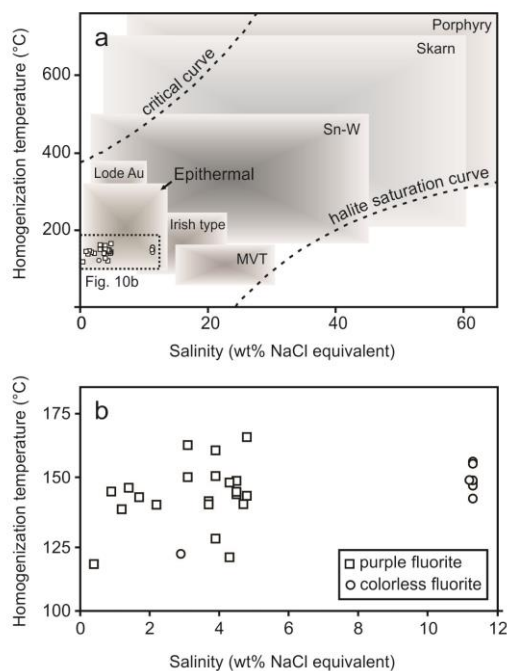 a
Porphyry
Skarn
critical curve
Sn-W
Lode Au
Epithermal
halite saturation curve
Irish type
MVT
Fig. 10b
600
400
200
0
20
40
60
Homogenization temperature (°C)
Salinity (wt% NaCl equivalent)
b
175
150
125
100
0
2
4
6
8
10
12
purple fluorite
colorless fluorite
Homogenization temperature (°C)
Salinity (wt% NaCl equivalent)